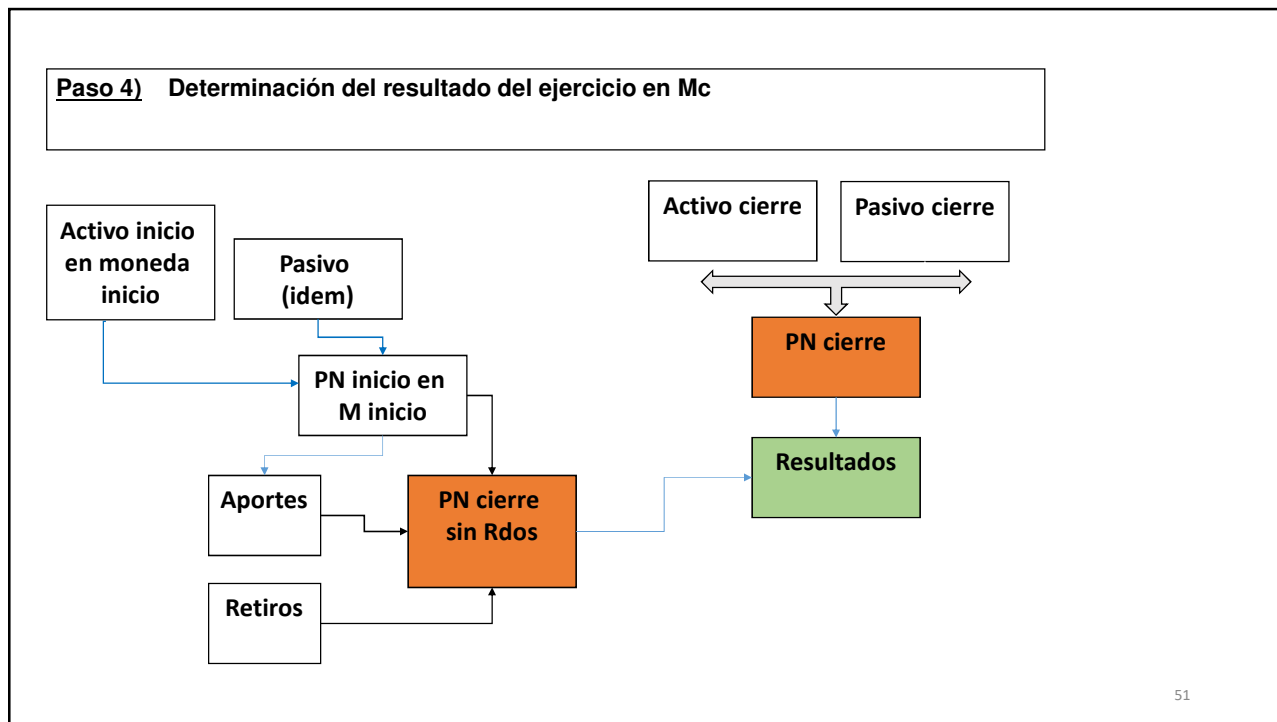 Paso 4) Determinación del resultado del ejercicio en Mc
Activo cierre
Pasivo cierre
Activo inicio
en moneda
inicio
Pasivo
(idem)
PN cierre
PN inicio en
M inicio
Resultados
Aportes
PN cierre
sin Rdos
Retiros
51